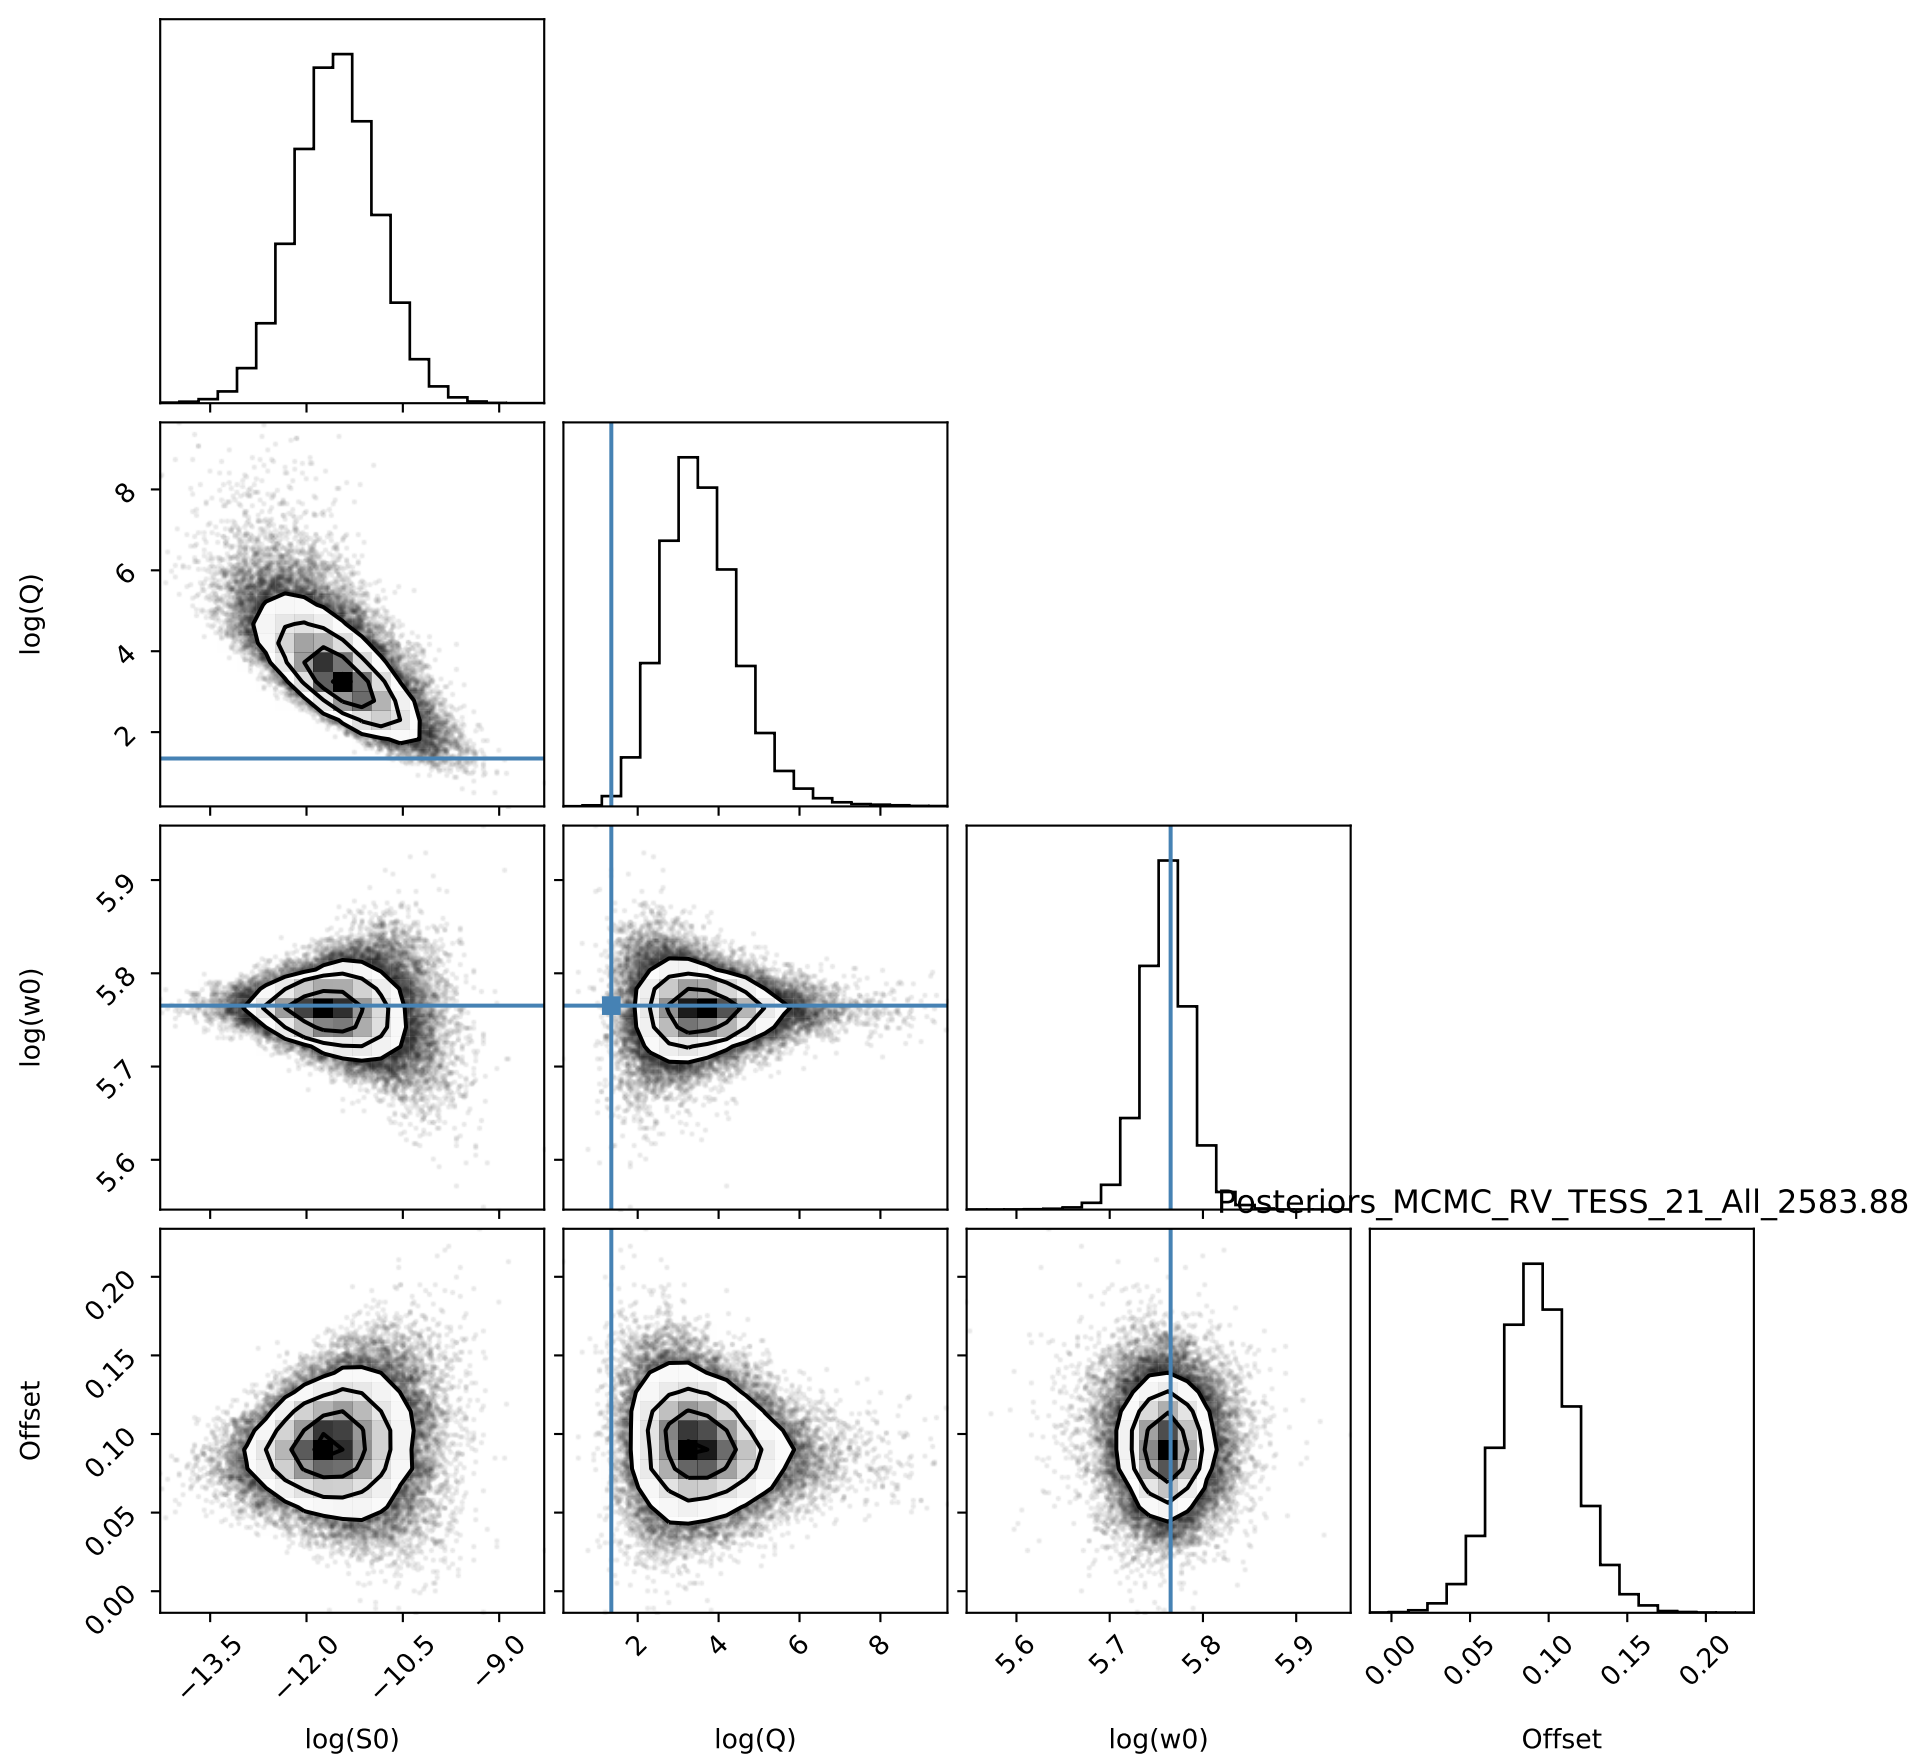 8
6
4
2
log(Q)
5.9
5.8
5.7
5.6
log(w0)
Posteriors_MCMC_RV_TESS_21_All_2583.88
0.20
0.15
0.10
0.05
0.00
Offset
−13.5 −12.0 −10.5 −9.0 2 4 6 8 5.6 5.7 5.8 5.9 0.00 0.05 0.10 0.15 0.20
log(S0) log(Q) log(w0) Offset